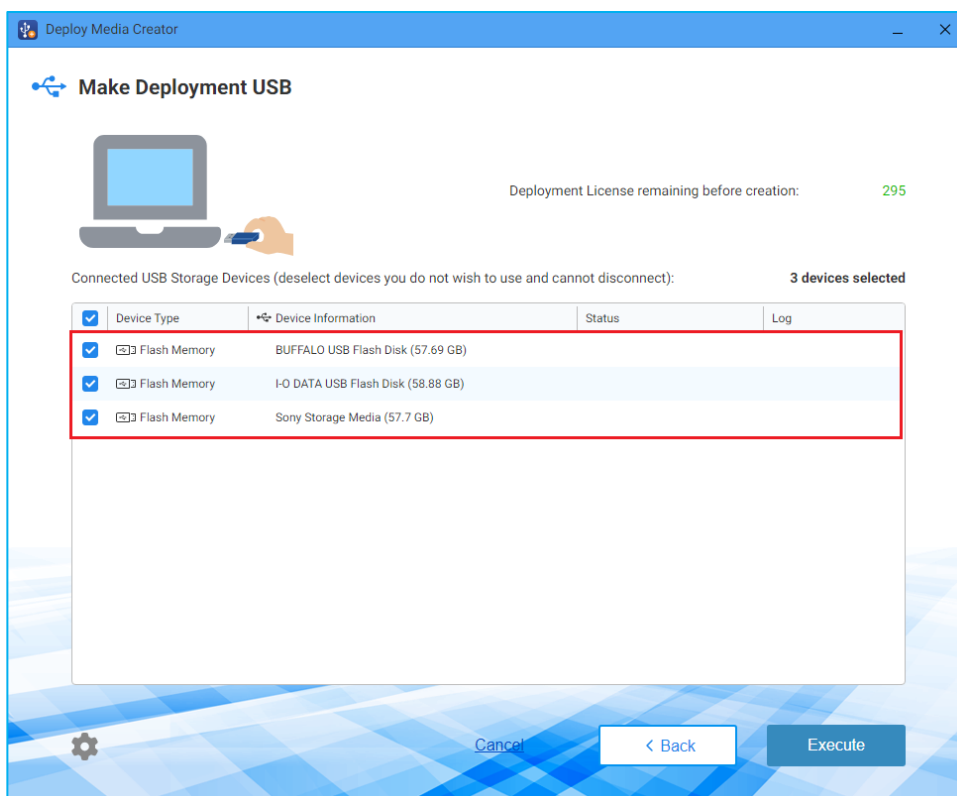 Deploy Media Creator
Make Deployment USB
Deployment License remaining before creation: 295
Connected USB Storage Devices (deselect devices you do not wish to use and cannot disconnect): 3 devices selected
Device Type Device Information Status Log
Flash Memory BUFFALO USB Flash Disk (57.69 GB)
Flash Memory I-O DATA USB Flash Disk (58.88 GB)
Flash Memory Sony Storage Media (57.7 GB)
Cancel < Back Execute